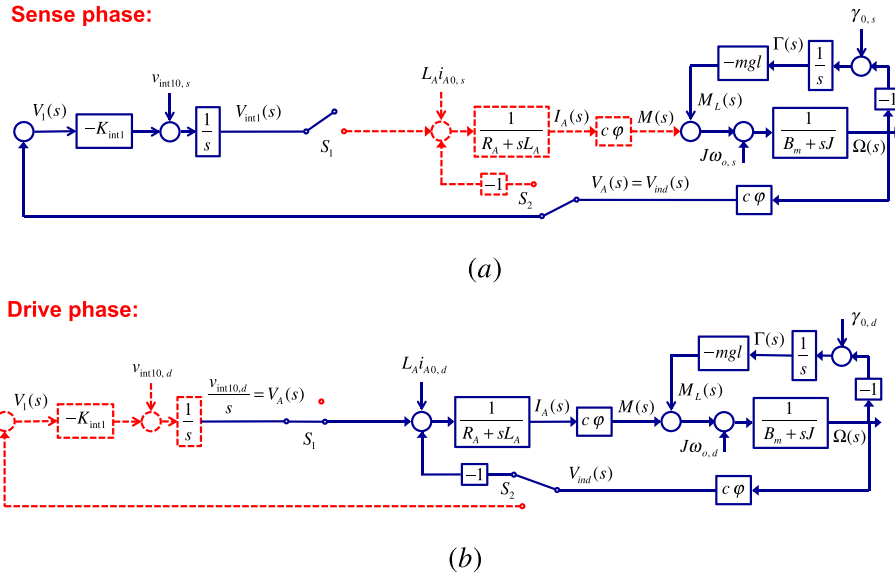 Sense phase:
γ₀,ₛ
v_int10,s
L_A i_A0,s
−mgl
Γ(s)
1/s
−1
V₁(s)
−K_int1
1/s
V_int1(s)
S₁
1/(R_A + sL_A)
I_A(s)
c φ
M(s)
M_L(s)
Jω_o,s
1/(B_m + sJ)
Ω(s)
−1
S₂
V_A(s) = V_ind(s)
c φ
(a)
Drive phase:
γ₀,d
v_int10,d
v_int10,d/s = V_A(s)
L_A i_A0,d
−mgl
Γ(s)
1/s
−1
V₁(s)
−K_int1
1/s
S₁
1/(R_A + sL_A)
I_A(s)
c φ
M(s)
M_L(s)
Jω_o,d
1/(B_m + sJ)
Ω(s)
−1
S₂
V_ind(s)
c φ
(b)